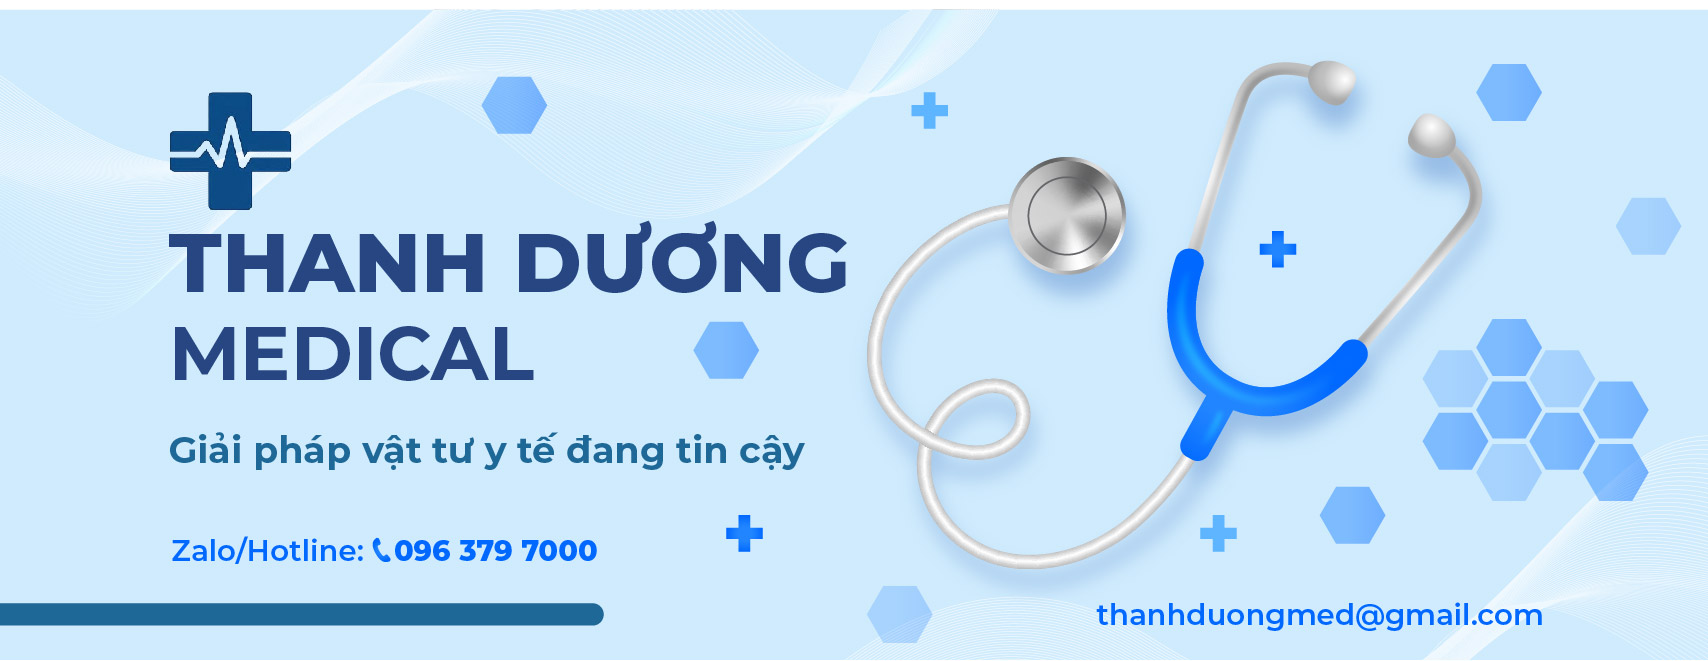 THANH DƯƠNG
MEDICAL
Giải pháp vật tư y tế đang tin cậy
Zalo/Hotline: 096 379 7000
thanhduongmed@gmail.com